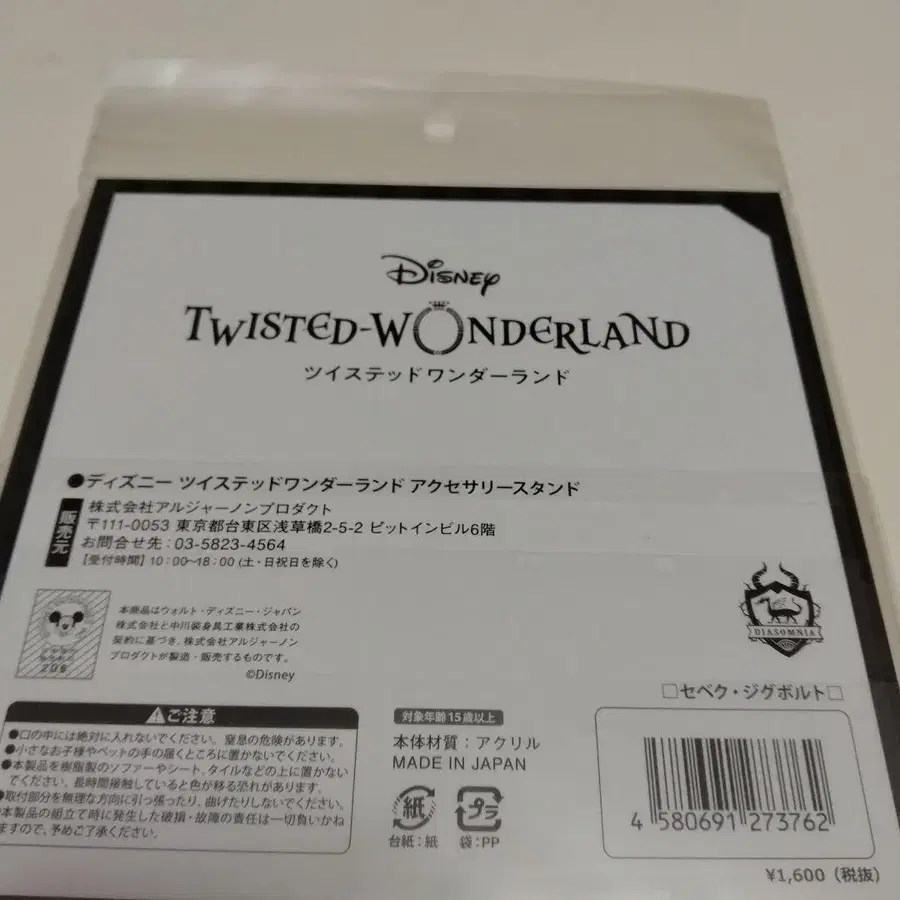 Disney
TWISTED-WONDERLAND
ツイステッドワンダーランド
●ディズニー ツイステッドワンダーランド アクセサリースタンド
販売元
株式会社アルジャーノンプロダクト
〒111-0053 東京都台東区浅草橋2-5-2 ビットインビル6階
お問合せ先：03-5823-4564
【受付時間】10：00~18：00 (土・日祝日を除く)
本商品はウォルト・ディズニー・ジャパン
株式会社と中川装身具工業株式会社の
契約に基づき、株式会社アルジャーノン
プロダクトが製造・販売するものです。
©Disney
206
DIASOMNIA
□セベク・ジグボルト□
⚠ご注意
●口の中には絶対に入れないでください。窒息の危険があります。
●小さなお子様やペットの手の届くところに置かないでください。
●本製品を樹脂製のソファーやシート、タイルなどの上に置かない
でください。長時間接触していると色が移る恐れがあります。
●取付部分を無理な方向に引っ張ったり、曲げたりしないでください。
本製品の組立て時に発生した破損・故障の責任は一切負いかね
ますので、予めご了承ください。
対象年齢15歳以上
本体材質：アクリル
MADE IN JAPAN
紙
プラ
台紙：紙
袋：PP
4 580691 273762
¥1,600（税抜）